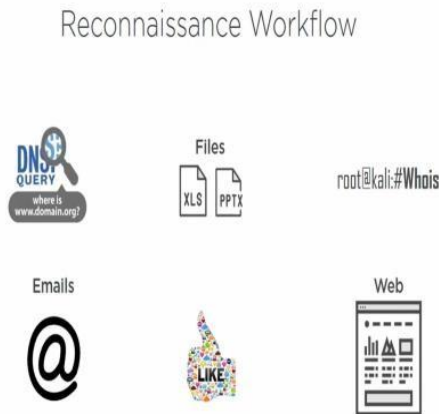 Reconnaissance Workflow
DNS
QUERY
where is
www.domain.org?
Files
XLS PPTX
root@kali:#Whois
Emails
@
LIKE
Web